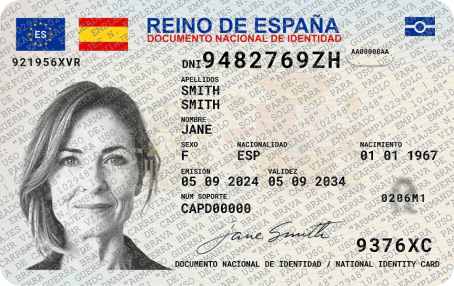 ES
REINO DE ESPAÑA
DOCUMENTO NACIONAL DE IDENTIDAD
921956XVR
DNI 9482769ZH
APELLIDOS
SMITH
SMITH
NOMBRE
JANE
SEXO NACIONALIDAD NACIMIENTO
F ESP 01 01 1967
EMISIÓN VALIDEZ
05 09 2024 05 09 2034
NUM SOPORTE
CAPD00000
0206M1
Jane Smith
9376XC
DOCUMENTO NACIONAL DE IDENTIDAD / NATIONAL IDENTITY CARD